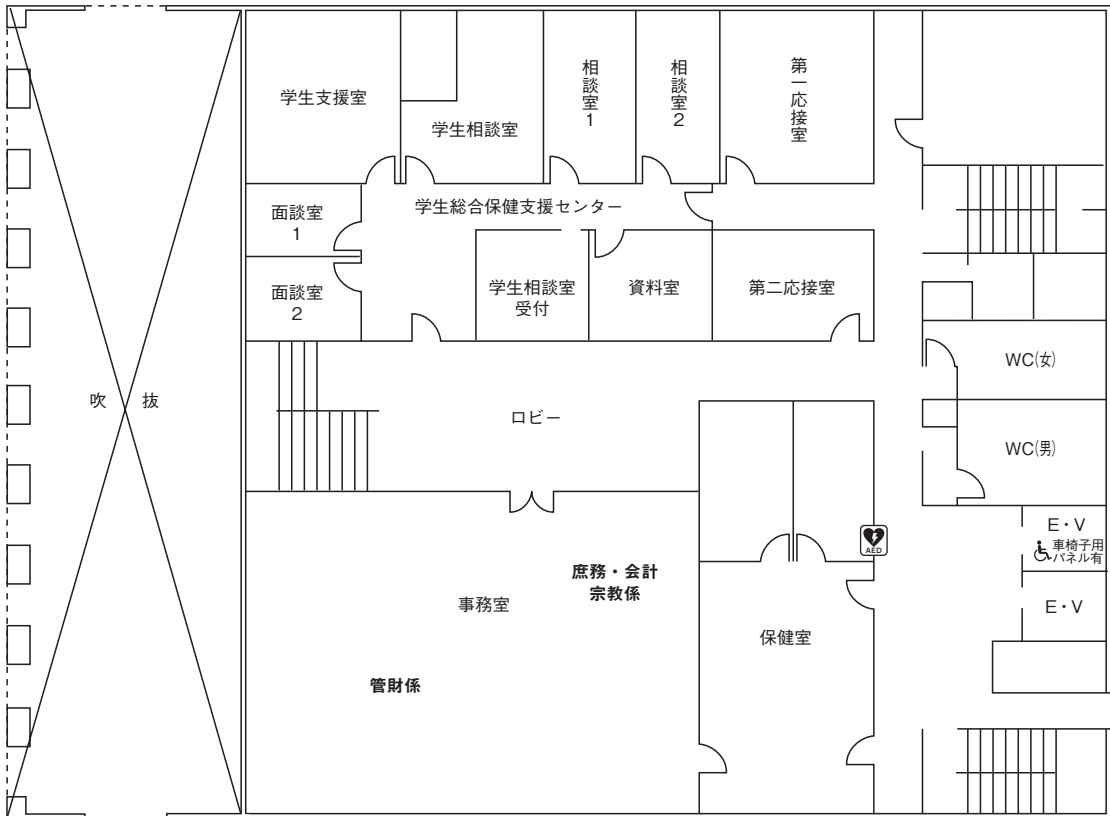 学生支援室
学生相談室
相談室1
相談室2
第一応接室
面談室
1
学生総合保健支援センター
面談室
2
学生相談室
受付
資料室
第二応接室
WC(女)
吹 抜
ロビー
WC(男)
E・V
車椅子用
パネル有
AED
庶務・会計
宗教係
事務室
E・V
保健室
管財係